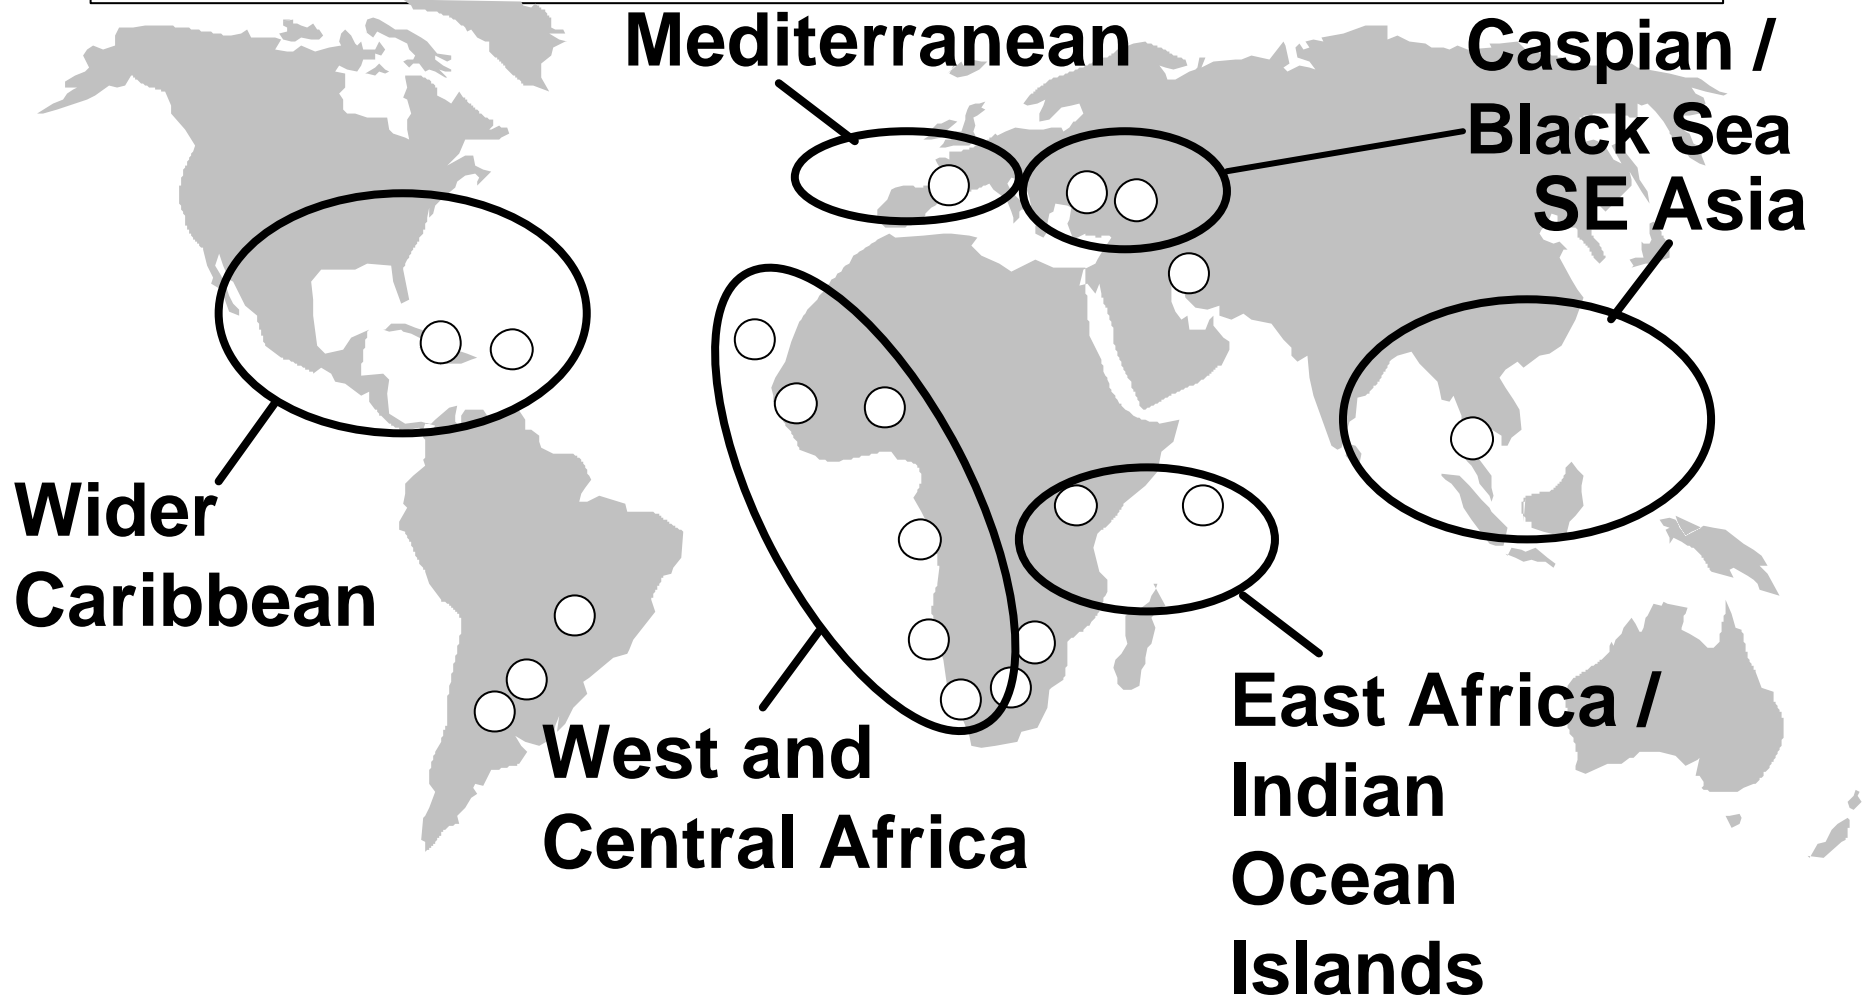 Mediterranean
Caspian /
Black Sea
SE Asia
Wider
Caribbean
West and
Central Africa
East Africa /
Indian
Ocean
Islands